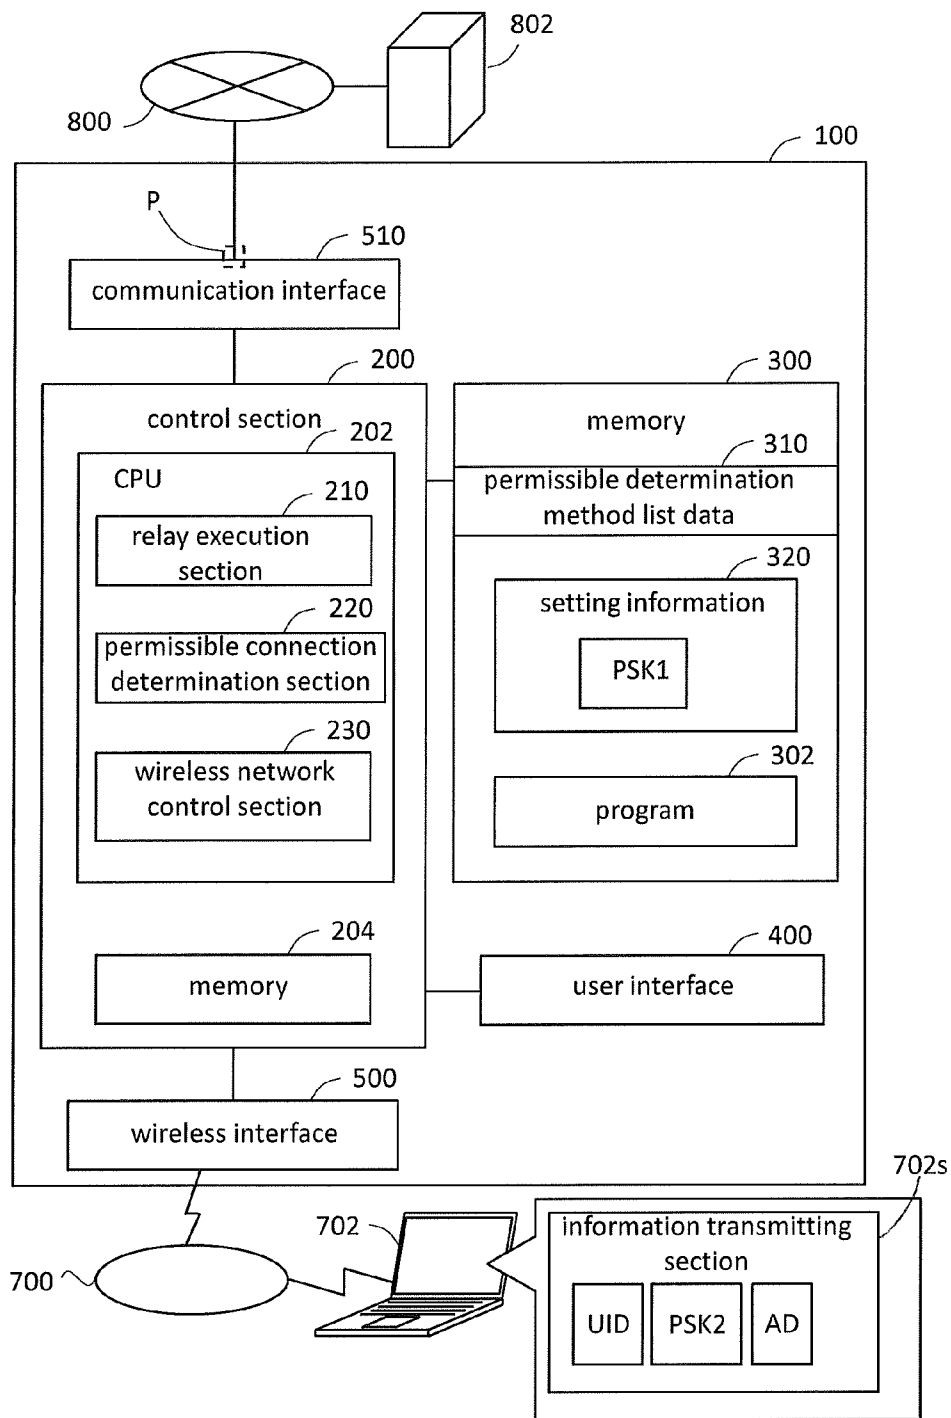 802
800
100
P
510
communication interface
200
300
control section
memory
202
310
CPU
permissible determination
method list data
210
relay execution
section
320
setting information
220
permissible connection
determination section
PSK1
230
302
wireless network
control section
program
204
400
memory
user interface
500
wireless interface
702s
702
information transmitting
section
700
UID
PSK2
AD